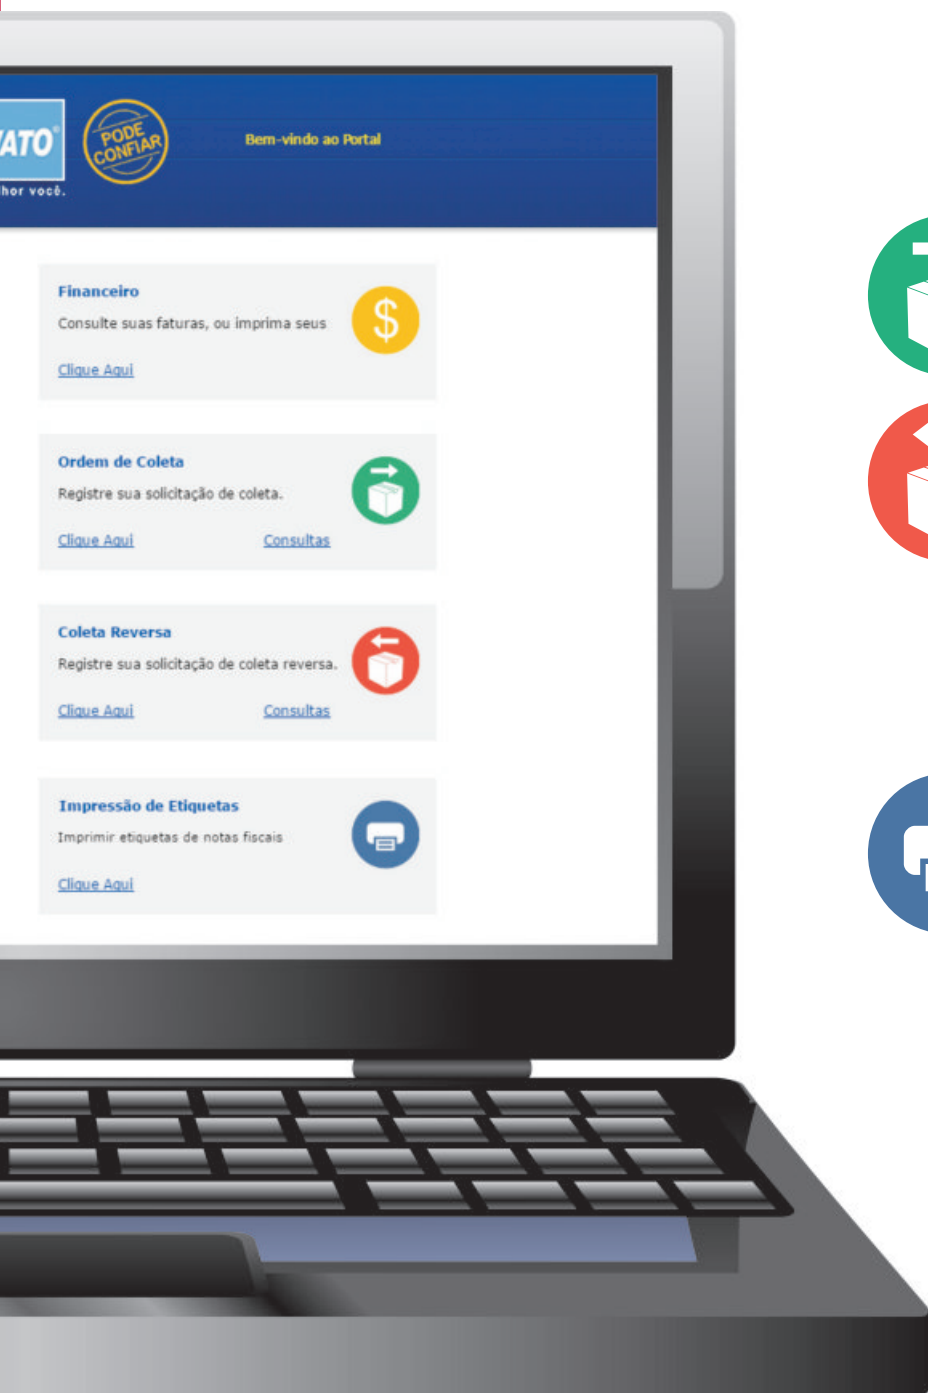 ATO
hor você.
PODE
CONFIAR
Bem-vindo ao Portal
Financeiro
Consulte suas faturas, ou imprima seus
Clique Aqui
Ordem de Coleta
Registre sua solicitação de coleta.
Clique Aqui Consultas
Coleta Reversa
Registre sua solicitação de coleta reversa.
Clique Aqui Consultas
Impressão de Etiquetas
Imprimir etiquetas de notas fiscais
Clique Aqui